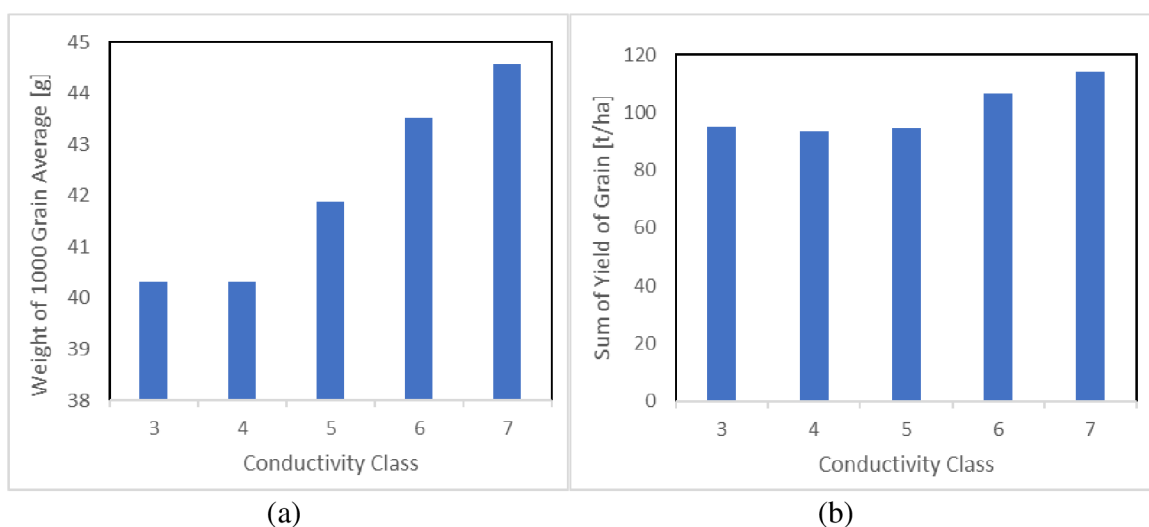 Weight of 1000 Grain Average [g]
45
44
43
42
41
40
39
38
3 4 5 6 7
Conductivity Class
(a)
Sum of Yield of Grain [t/ha]
120
100
80
60
40
20
0
3 4 5 6 7
Conductivity Class
(b)